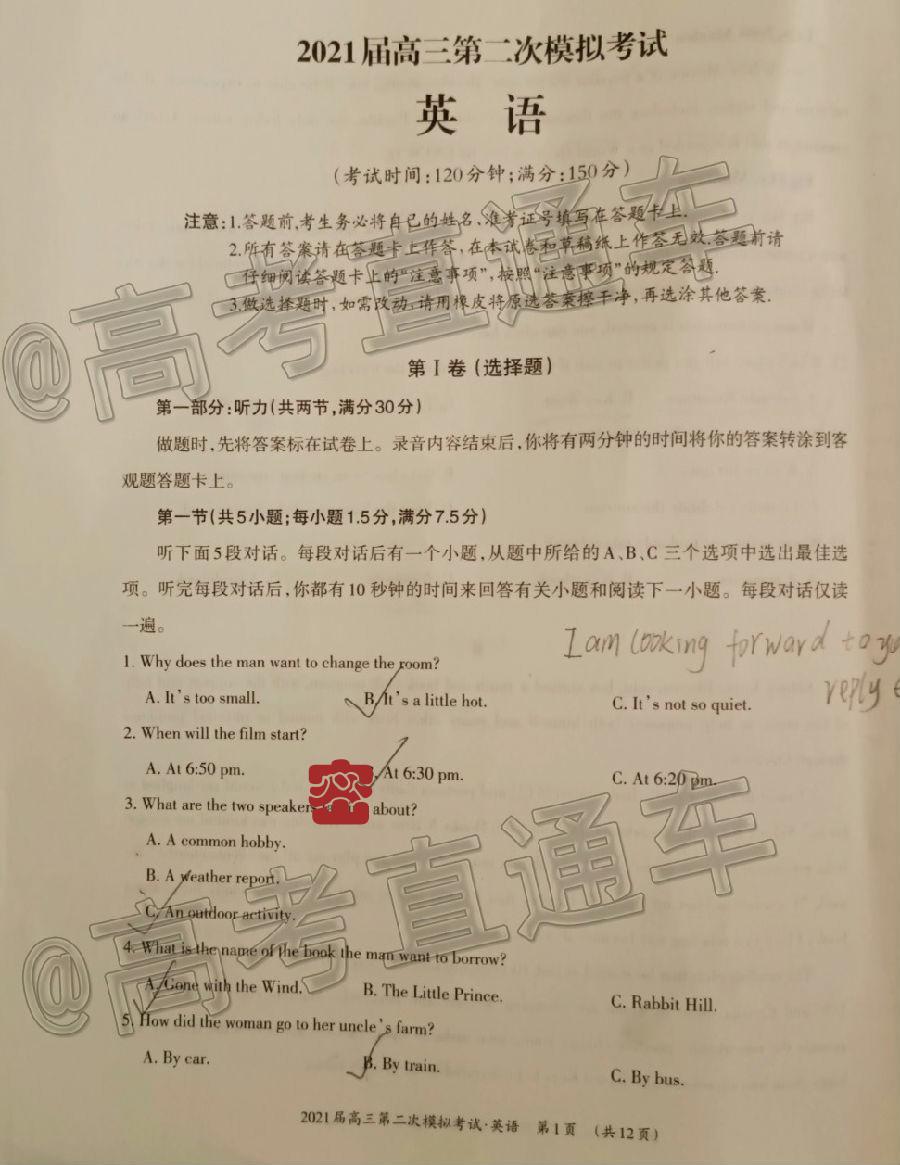 2021届高三第二次模拟考试
英 语
(考试时间:120分钟;满分:150分)
注意:1.答题前,考生务必将自己的姓名、准考证号填写在答题卡上.
2.所有答案请在答题卡上作答,在本试卷和草稿纸上作答无效.答题前请
仔细阅读答题卡上的“注意事项”,按照“注意事项”的规定答题.
3.做选择题时,如需改动,请用橡皮将原选答案擦干净,再选涂其他答案.
@高考直通车
第Ⅰ卷(选择题)
第一部分:听力(共两节,满分30分)
做题时,先将答案标在试卷上。录音内容结束后,你将有两分钟的时间将你的答案转涂到客
观题答题卡上。
第一节(共5小题;每小题1.5分,满分7.5分)
听下面5段对话。每段对话后有一个小题,从题中所给的A、B、C三个选项中选出最佳选
项。听完每段对话后,你都有10秒钟的时间来回答有关小题和阅读下一小题。每段对话仅读
一遍。
I am looking forward to
reply
1. Why does the man want to change the room?
A. It's too small. B. It's a little hot. C. It's not so quiet.
2. When will the film start?
A. At 6:50 pm. At 6:30 pm. C. At 6:20 pm.
3. What are the two speakers about?
A. A common hobby.
B. A weather report.
C. An outdoor activity.
@高考直通车
4. What is the name of the book the man want to borrow?
A. Gone with the Wind. B. The Little Prince. C. Rabbit Hill.
5. How did the woman go to her uncle's farm?
A. By car. B. By train. C. By bus.
2021届高三第二次模拟考试·英语 第1页 (共12页)